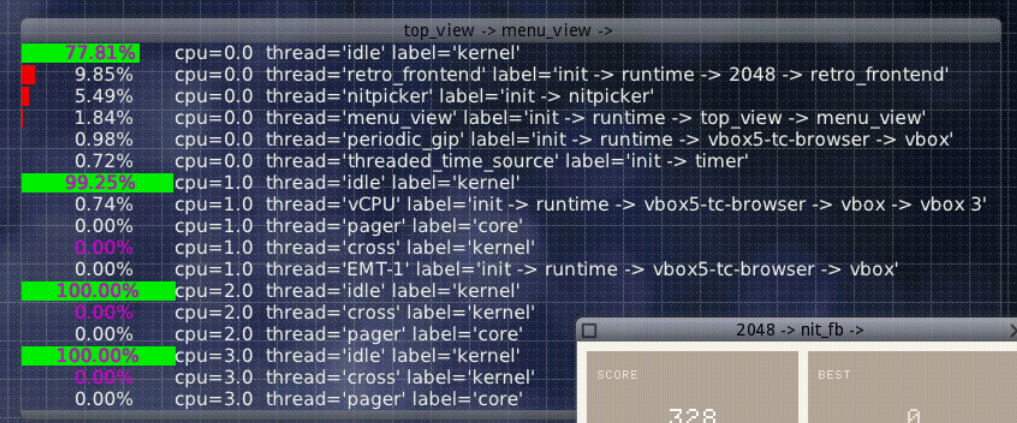 top_view -> menu_view ->
77.81% cpu=0.0 thread='idle' label='kernel'
9.85% cpu=0.0 thread='retro_frontend' label='init -> runtime -> 2048 -> retro_frontend'
5.49% cpu=0.0 thread='nitpicker' label='init -> nitpicker'
1.84% cpu=0.0 thread='menu_view' label='init -> runtime -> top_view -> menu_view'
0.98% cpu=0.0 thread='periodic_gip' label='init -> runtime -> vbox5-tc-browser -> vbox'
0.72% cpu=0.0 thread='threaded_time_source' label='init -> timer'
99.25% cpu=1.0 thread='idle' label='kernel'
0.74% cpu=1.0 thread='vCPU' label='init -> runtime -> vbox5-tc-browser -> vbox -> vbox 3'
0.00% cpu=1.0 thread='pager' label='core'
0.00% cpu=1.0 thread='cross' label='kernel'
0.00% cpu=1.0 thread='EMT-1' label='init -> runtime -> vbox5-tc-browser -> vbox'
100.00% cpu=2.0 thread='idle' label='kernel'
0.00% cpu=2.0 thread='cross' label='kernel'
0.00% cpu=2.0 thread='pager' label='core'
100.00% cpu=3.0 thread='idle' label='kernel'
0.00% cpu=3.0 thread='cross' label='kernel'
0.00% cpu=3.0 thread='pager' label='core'
2048 -> nit_fb ->
SCORE BEST
328 0